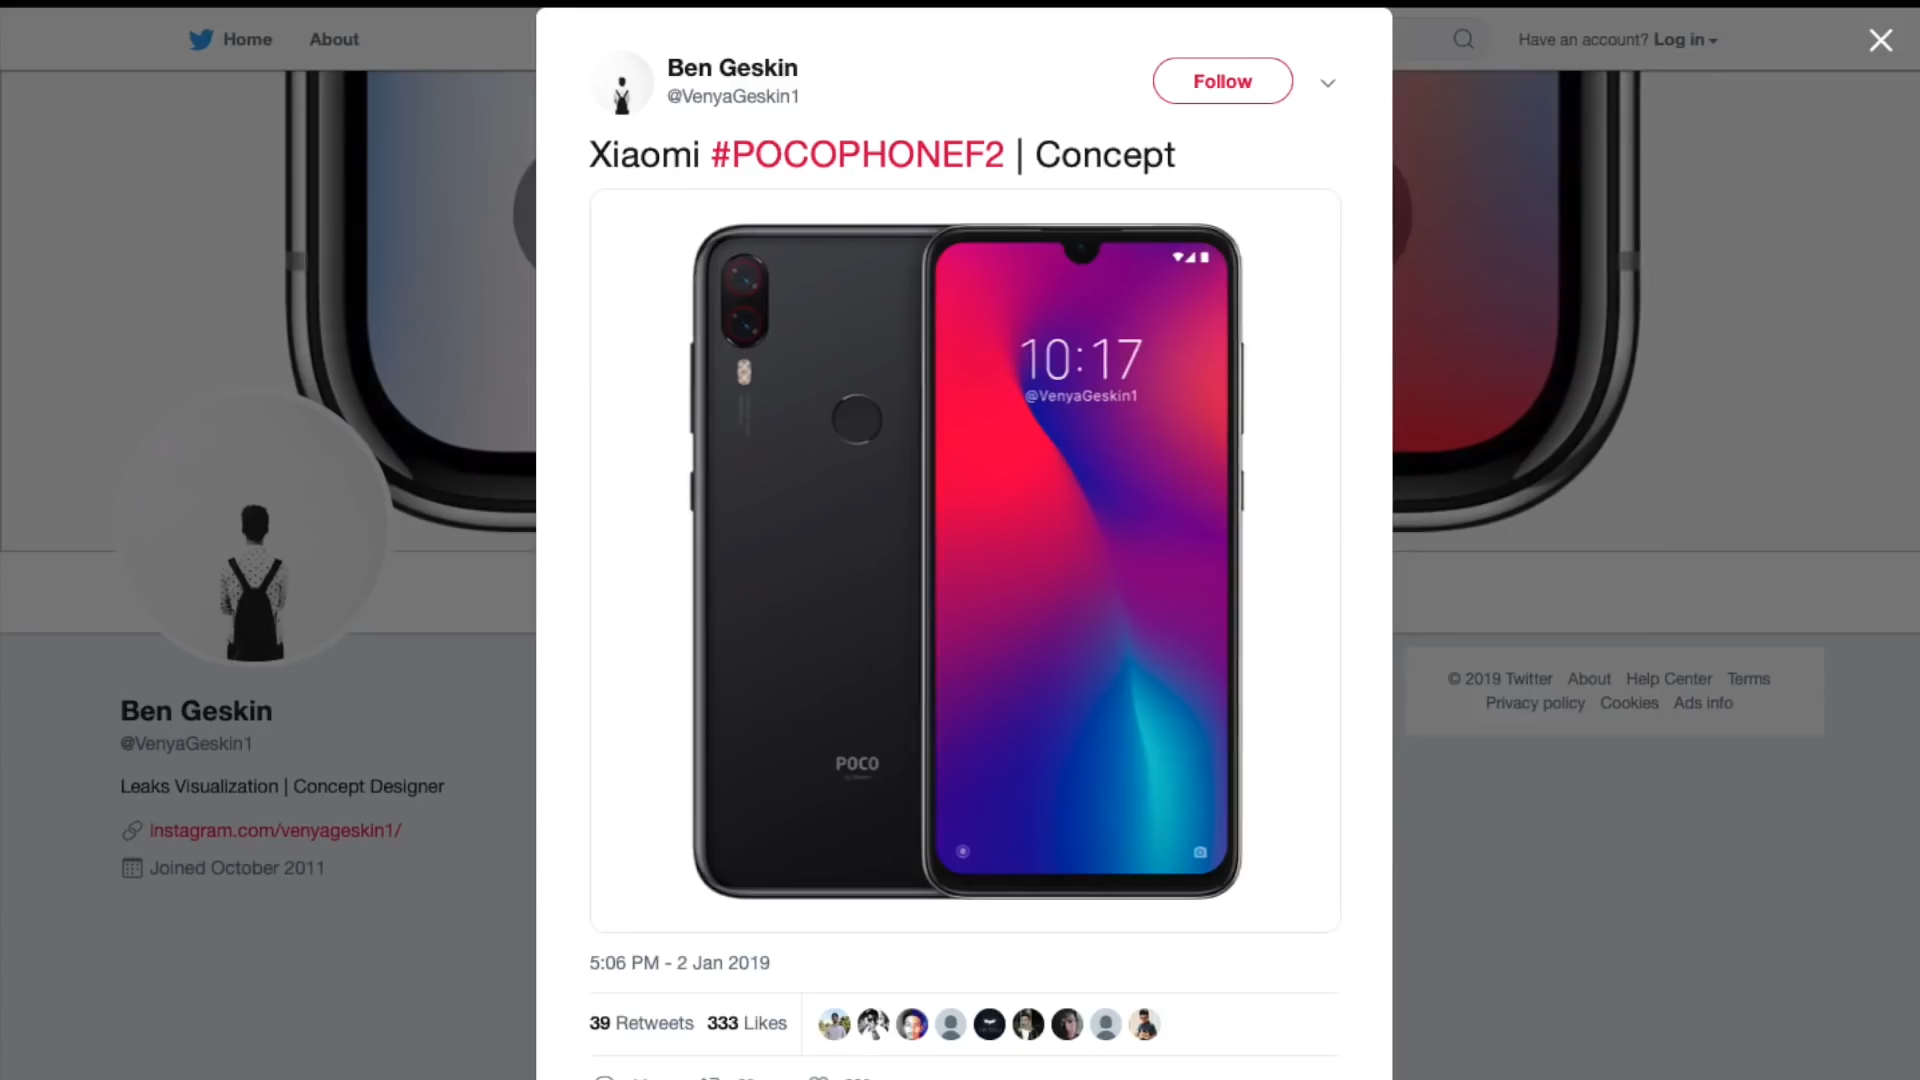 Home
About
Have an account? Log in
Ben Geskin
@VenyaGeskin1
Follow
Xiaomi #POCOPHONEF2 | Concept
10:17
@VenyaGeskin1
POCO
5:06 PM - 2 Jan 2019
39 Retweets 333 Likes
Ben Geskin
@VenyaGeskin1
Leaks Visualization | Concept Designer
instagram.com/venyageskin1/
Joined October 2011
© 2019 Twitter About Help Center Terms
Privacy policy Cookies Ads info